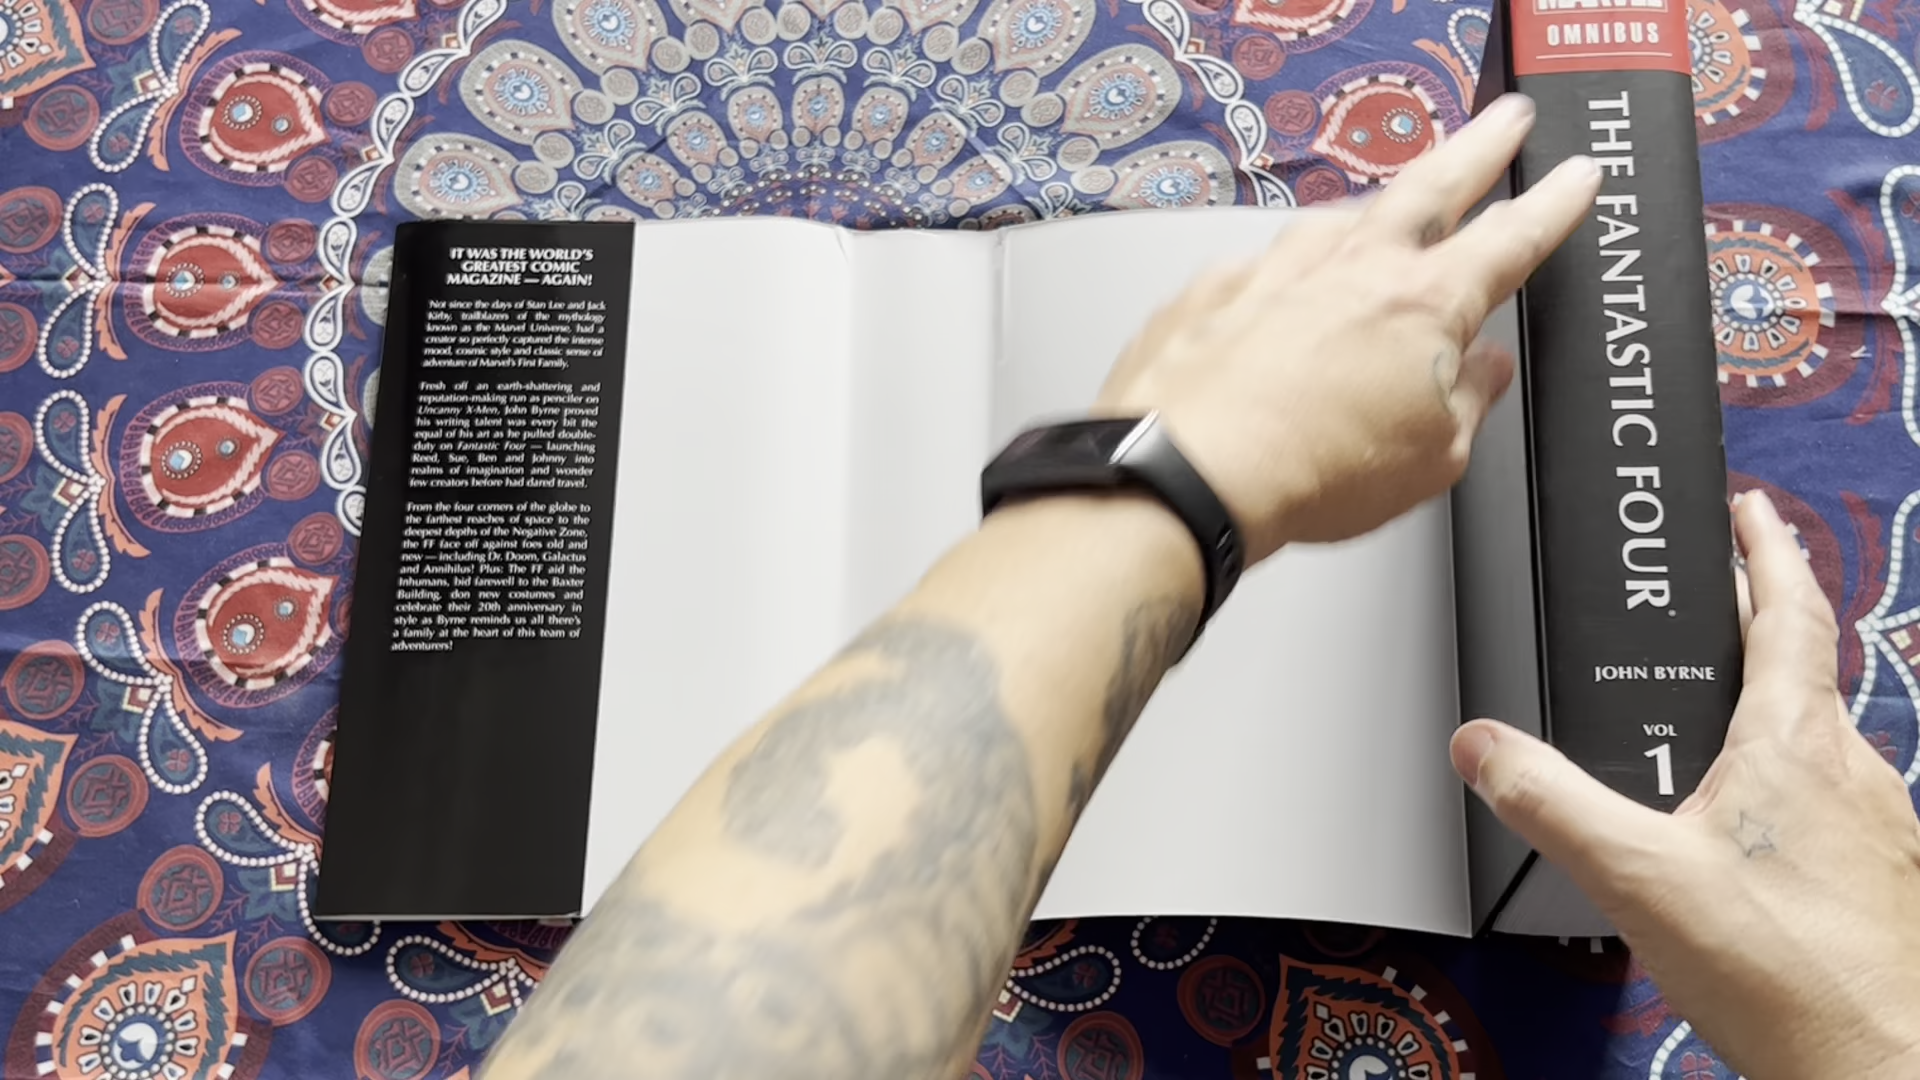 IT WAS THE WORLD'S
GREATEST COMIC
MAGAZINE — AGAIN!
Not since the days of Stan Lee and Jack
Kirby, trailblazers of the mythology
known as the Marvel Universe, had a
creator so perfectly captured the intense
mood, cosmic style and classic sense of
adventure of Marvel's First Family.
Fresh off an earth-shattering and
reputation-making run as penciler on
Uncanny X-Men, John Byrne proved
his writing talent was every bit the
equal of his art as he pulled double-
duty on Fantastic Four — launching
Reed, Sue, Ben and Johnny into
realms of imagination and wonder
few creators before had dared travel.
From the four corners of the globe to
the farthest reaches of space to the
deepest depths of the Negative Zone,
the FF face off against foes old and
new — including Dr. Doom, Galactus
and Annihilus! Plus: The FF aid the
Inhumans, bid farewell to the Baxter
Building, don new costumes and
celebrate their 20th anniversary in
style as Byrne reminds us all there's
a family at the heart of this team of
adventurers!
MARVEL
OMNIBUS
THE FANTASTIC FOUR
JOHN BYRNE
VOL
1